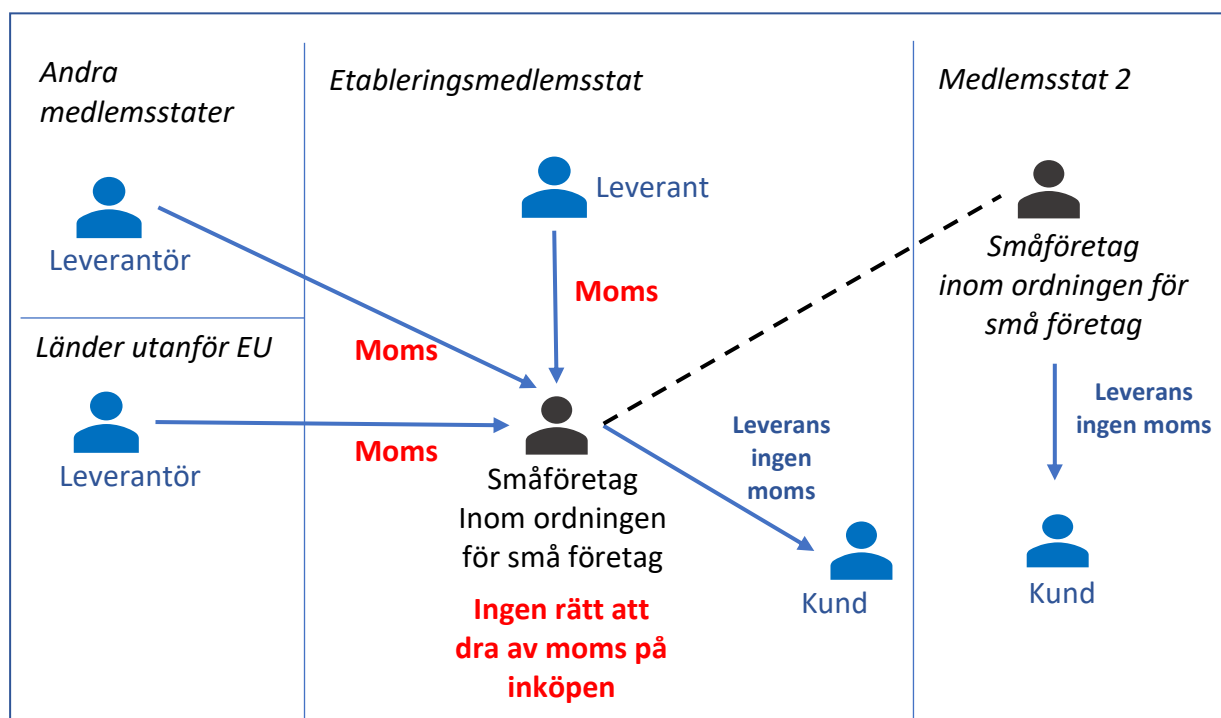 Andra
medlemsstater
Leverantör
Länder utanför EU
Leverantör
Etableringsmedlemsstat
Leverant
Moms
Moms
Moms
Småföretag
Inom ordningen
för små företag
Ingen rätt att
dra av moms på
inköpen
Leverans
ingen
moms
Kund
Medlemsstat 2
Småföretag
inom ordningen för
små företag
Leverans
ingen moms
Kund